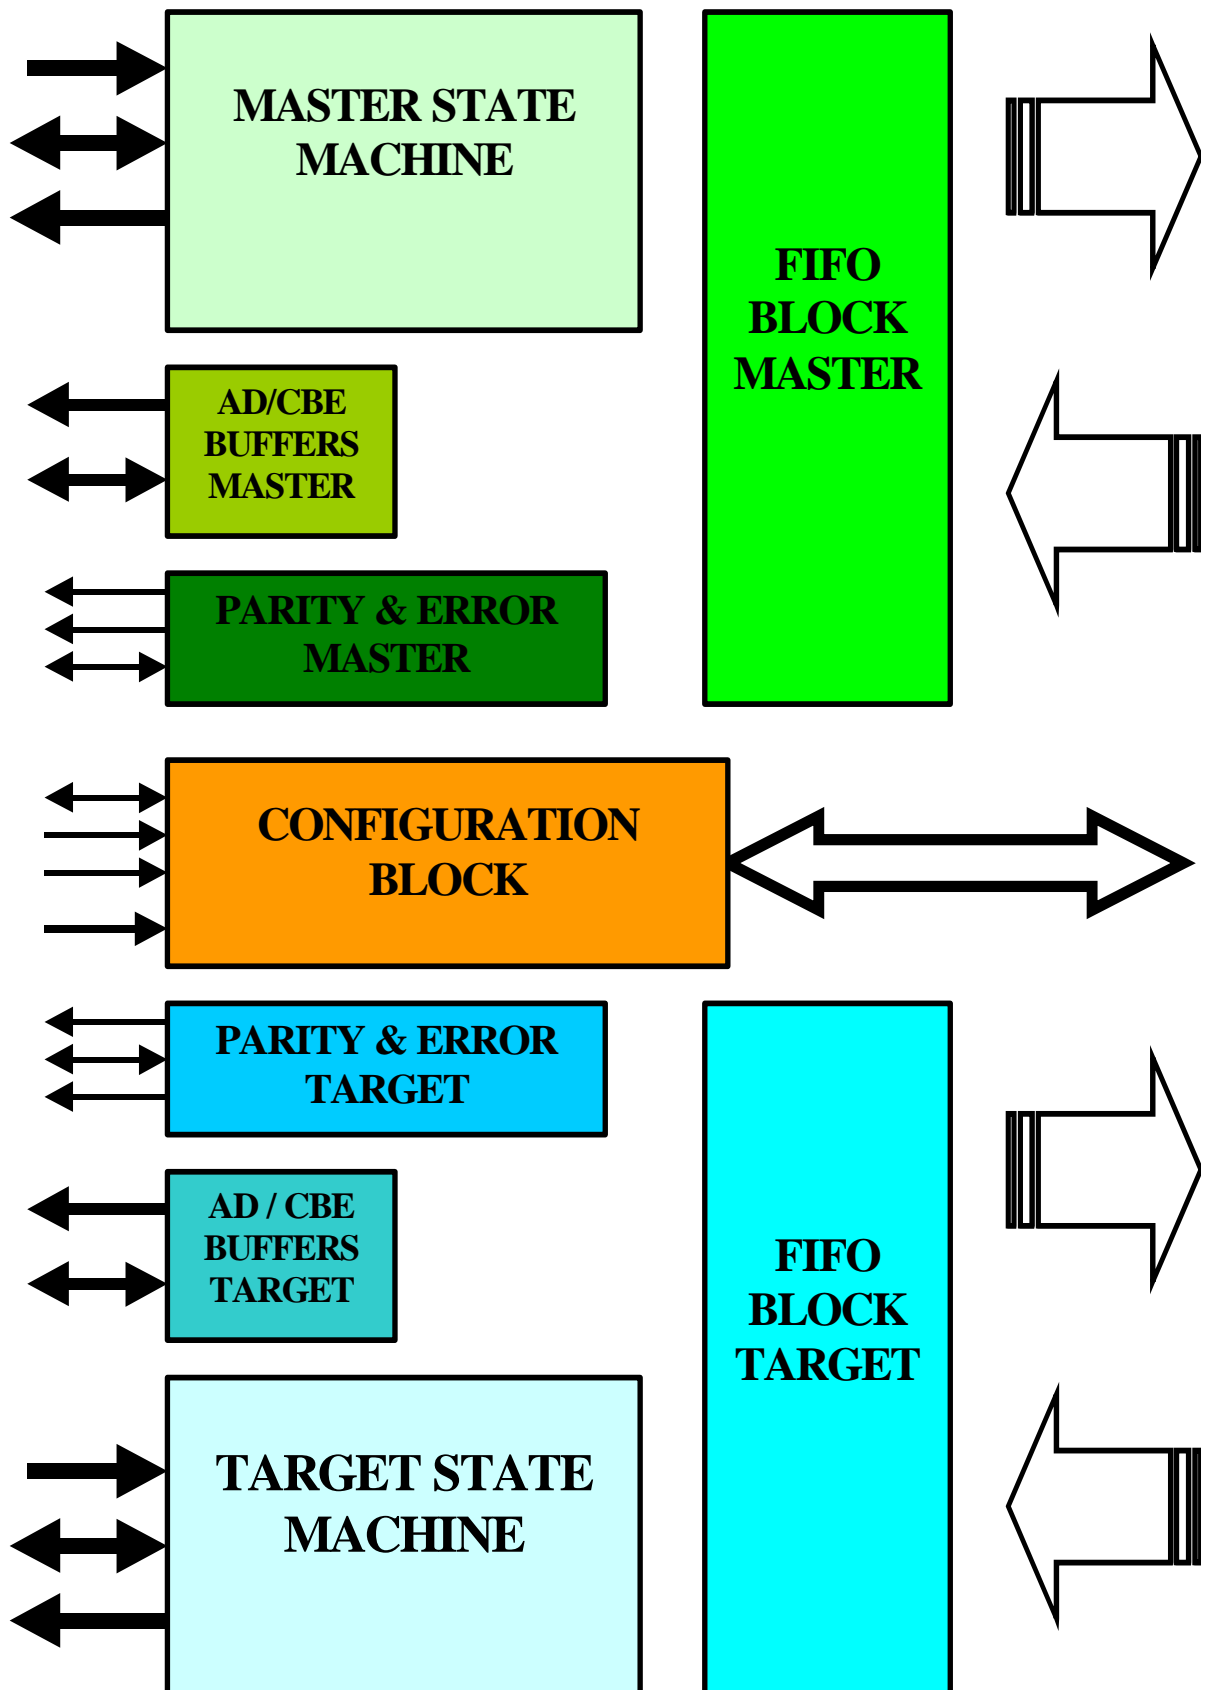 MASTER STATE
MACHINE
FIFO
BLOCK
MASTER
AD/CBE
BUFFERS
MASTER
PARITY & ERROR
MASTER
CONFIGURATION
BLOCK
PARITY & ERROR
TARGET
AD / CBE
BUFFERS
TARGET
FIFO
BLOCK
TARGET
TARGET STATE
MACHINE